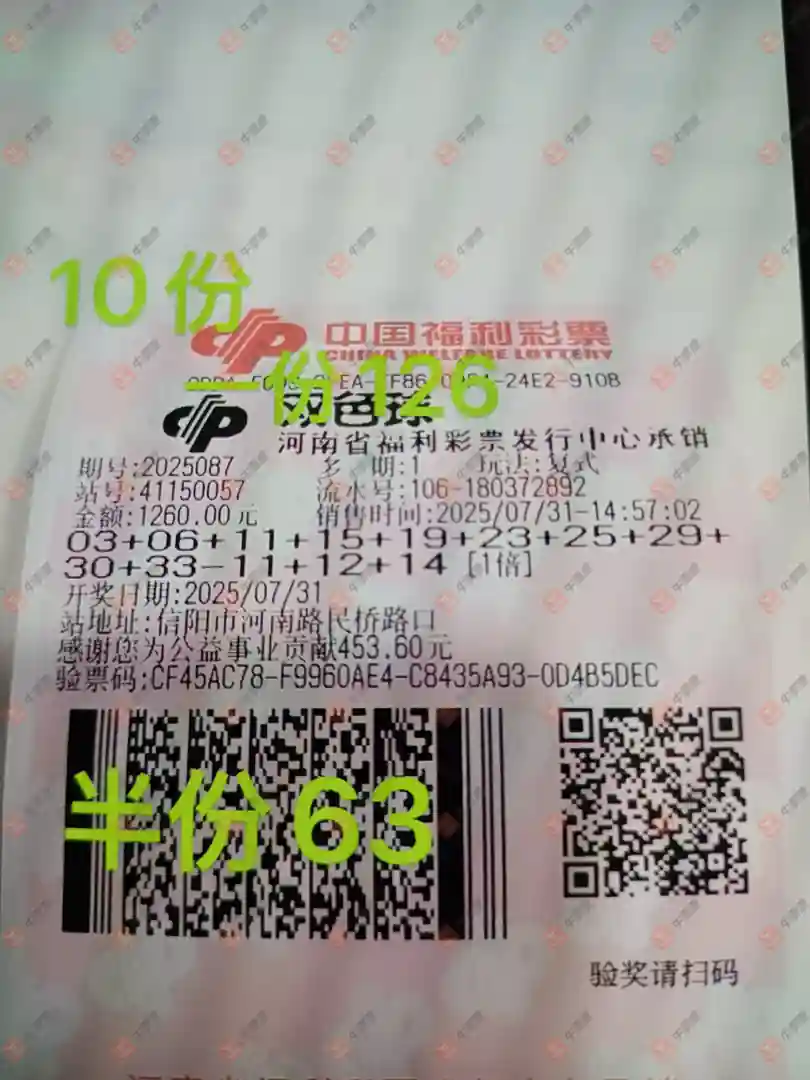 10份
中国福利彩票
CHINA WELFARE LOTTERY
一份126
24E2-910B
双色球
河南省福利彩票发行中心承销
期号:2025087 多 期:1 玩法:复式
站号:41150057 流水号:106-180372892
金额:1260.00元 销售时间:2025/07/31-14:57:02
03+06+11+15+19+23+25+29+
30+33-11+12+14 [1倍]
开奖日期:2025/07/31
站地址:信阳市河南路民桥路口
感谢您为公益事业贡献453.60元
验票码:CF45AC78-F9960AE4-C8435A93-0D4B5DEC
半份63
验奖请扫码